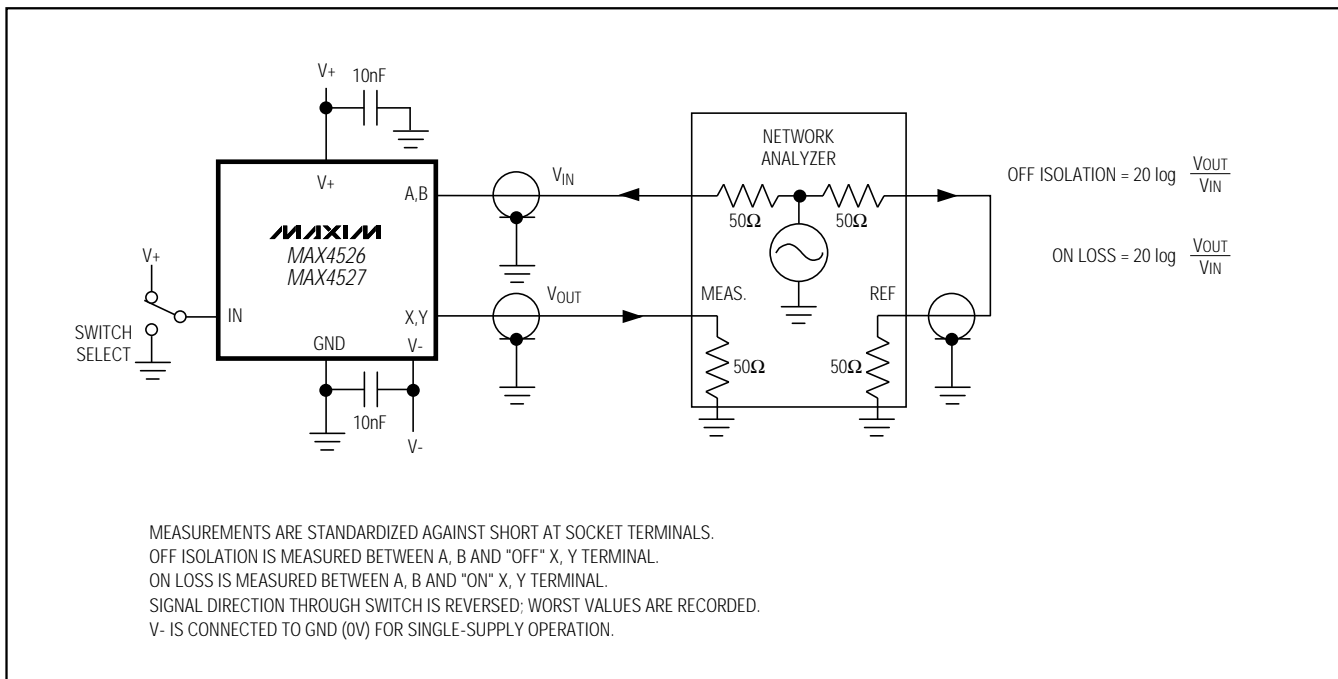 V+
10nF
V+
A,B
VIN
MAXIM
MAX4526
MAX4527
V+
IN
SWITCH
SELECT
GND
X,Y
V-
VOUT
10nF
V-
NETWORK
ANALYZER
50Ω
50Ω
MEAS.
REF
50Ω
50Ω
OFF ISOLATION = 20 log VOUT
VIN
ON LOSS = 20 log VOUT
VIN
MEASUREMENTS ARE STANDARDIZED AGAINST SHORT AT SOCKET TERMINALS.
OFF ISOLATION IS MEASURED BETWEEN A, B AND "OFF" X, Y TERMINAL.
ON LOSS IS MEASURED BETWEEN A, B AND "ON" X, Y TERMINAL.
SIGNAL DIRECTION THROUGH SWITCH IS REVERSED; WORST VALUES ARE RECORDED.
V- IS CONNECTED TO GND (0V) FOR SINGLE-SUPPLY OPERATION.